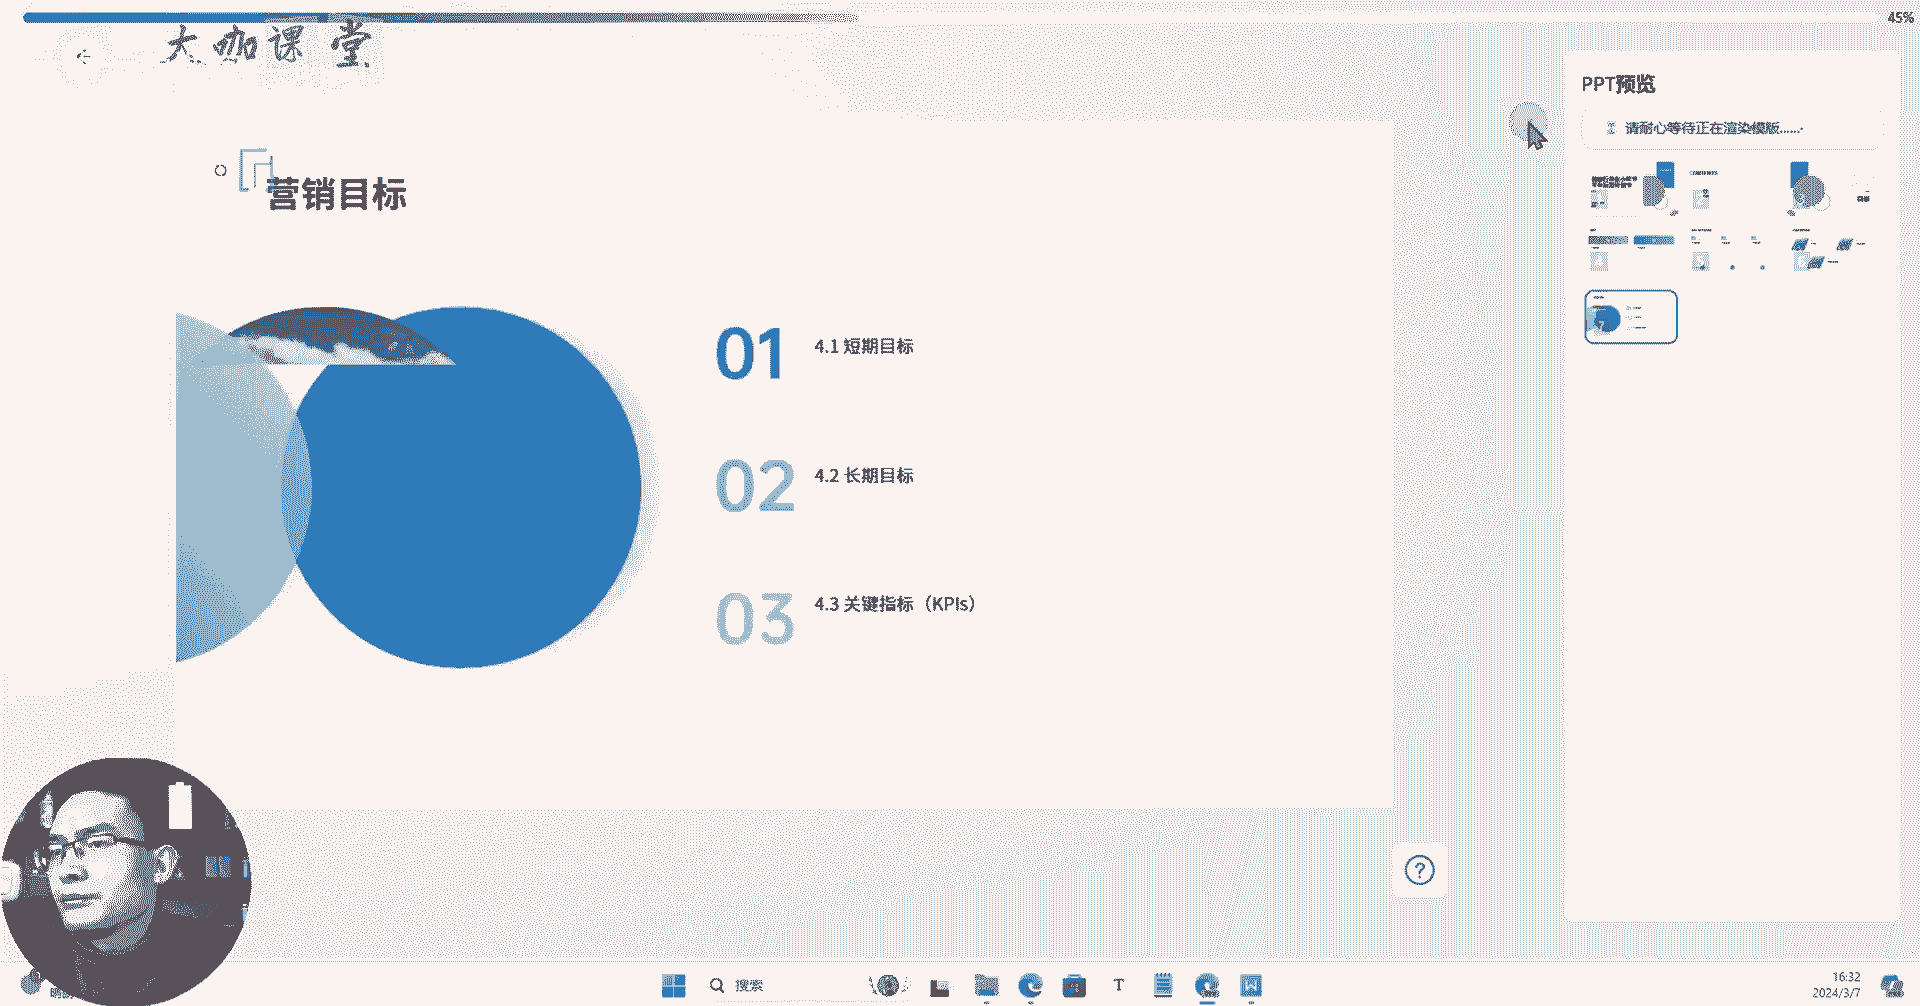 45%
大咖课堂
PPT预览
请耐心等待正在渲染模版......
营销目标
01
4.1 短期目标
02
4.2 长期目标
03
4.3 关键指标（KPIs）
搜索
16:32
2024/3/7